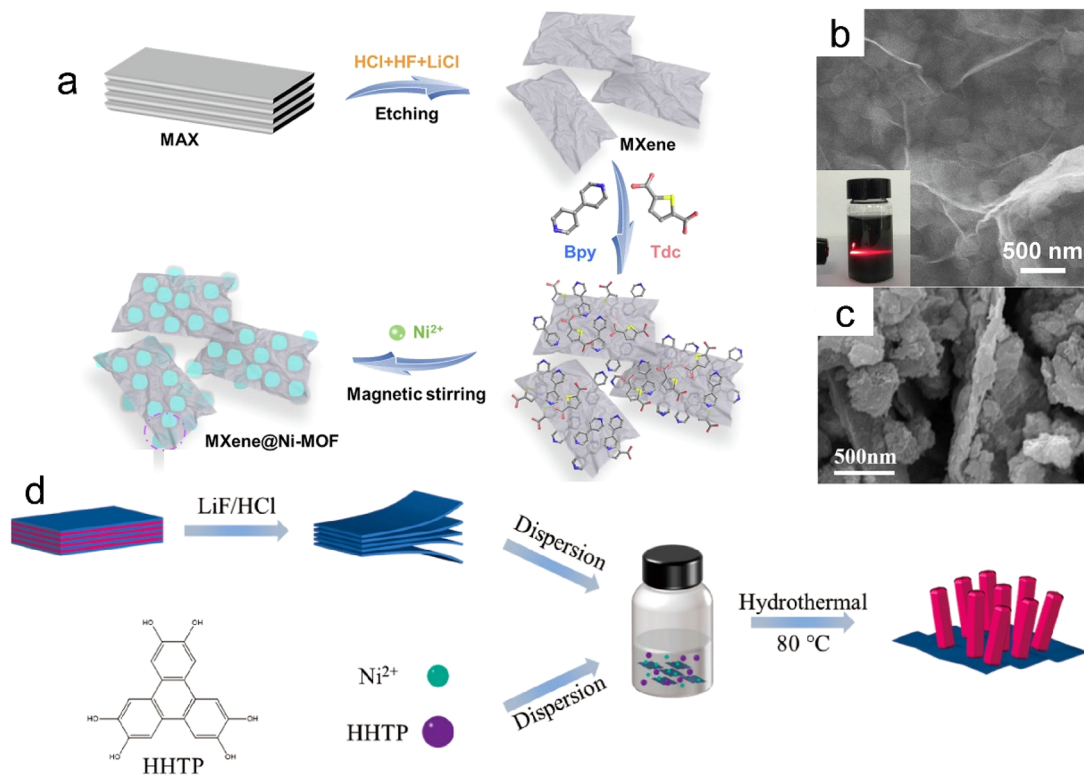 a
HCl+HF+LiCl
Etching
MAX
MXene
Bpy
Tdc
Ni²⁺
Magnetic stirring
MXene@Ni-MOF
b
500 nm
c
500nm
d
LiF/HCl
Dispersion
Hydrothermal
80 °C
HO OH
HO OH
HO OH
HHTP
Ni²⁺
HHTP
Dispersion